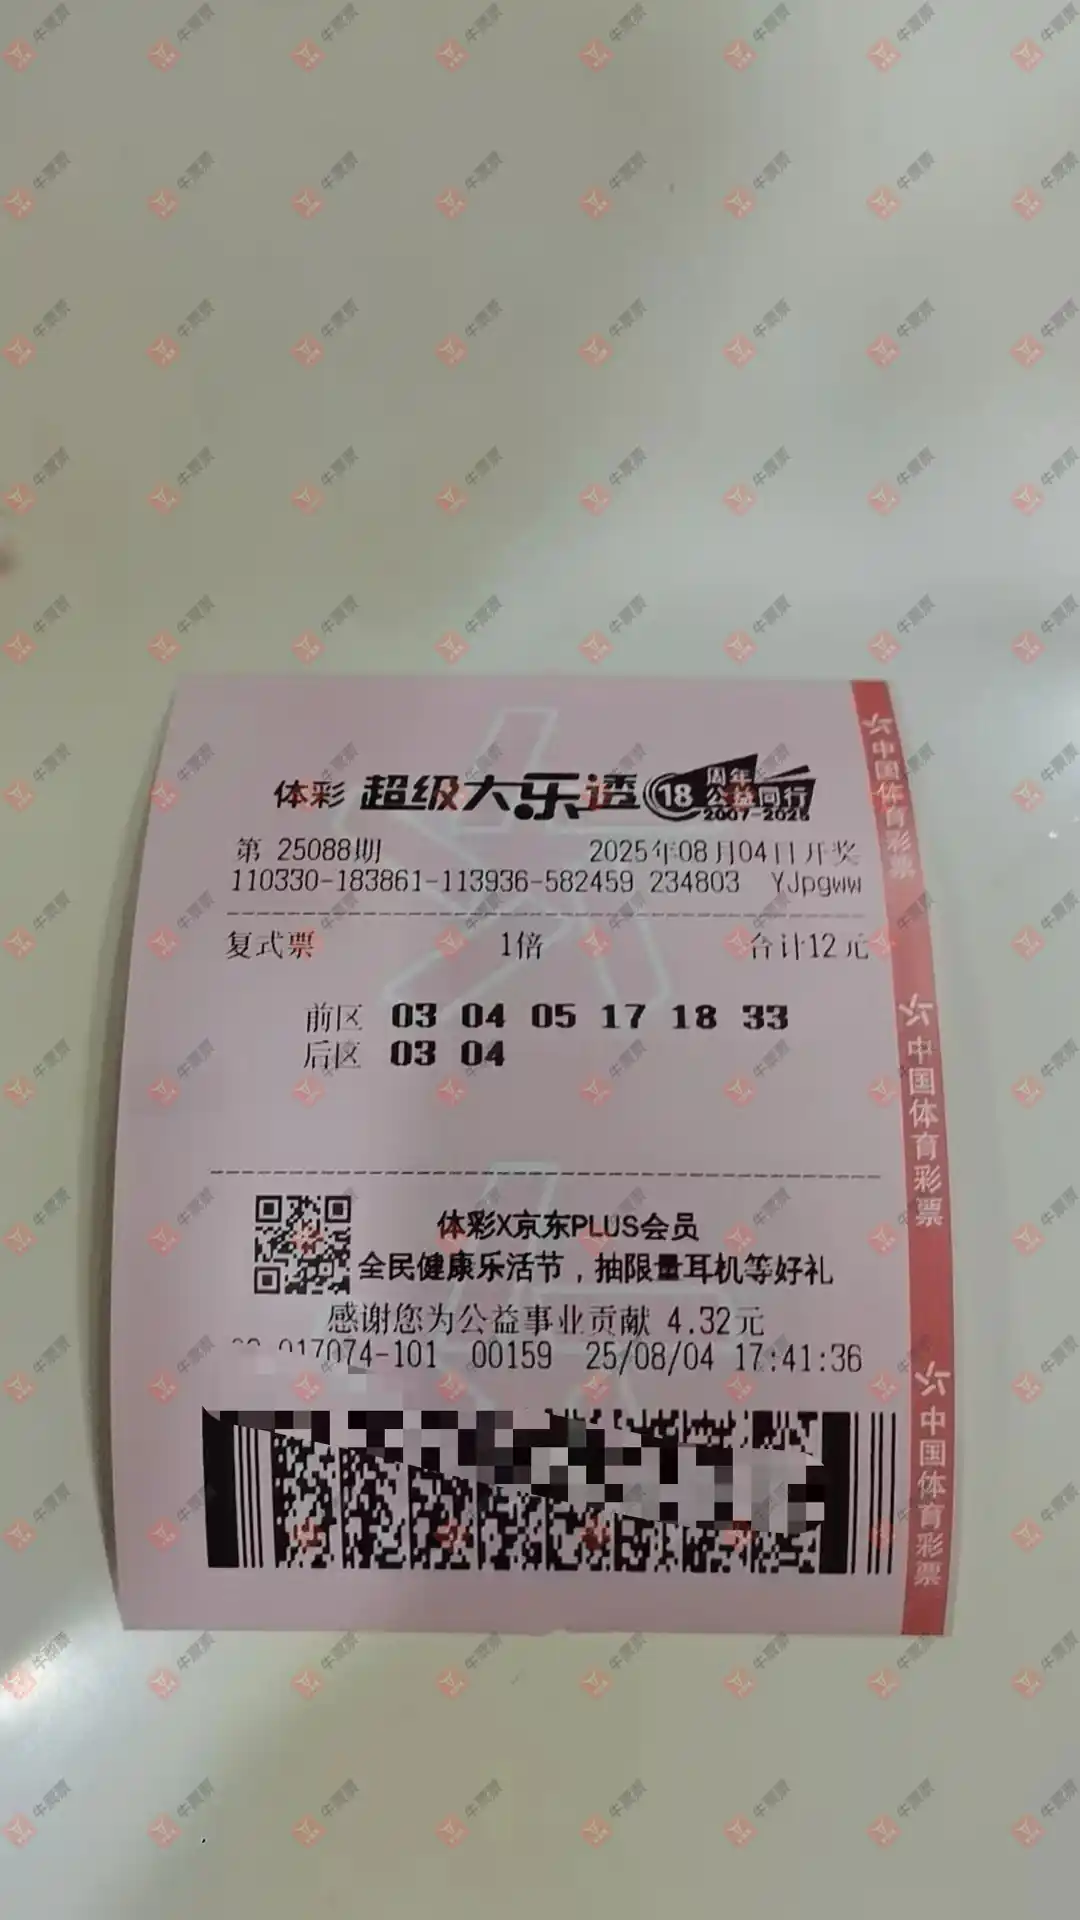 体彩 超级大乐透 18 周年 公益同行 2007-2025
第 25088期 2025年08月04日开奖
110330-183861-113936-582459 234803 YJpgww
复式票 1倍 合计12元
前区 03 04 05 17 18 33
后区 03 04
体彩X京东PLUS会员
全民健康乐活节，抽限量耳机等好礼
感谢您为公益事业贡献 4.32元
017074-101 00159 25/08/04 17:41:36
中国体育彩票
中国体育彩票
中国体育彩票
牛票票